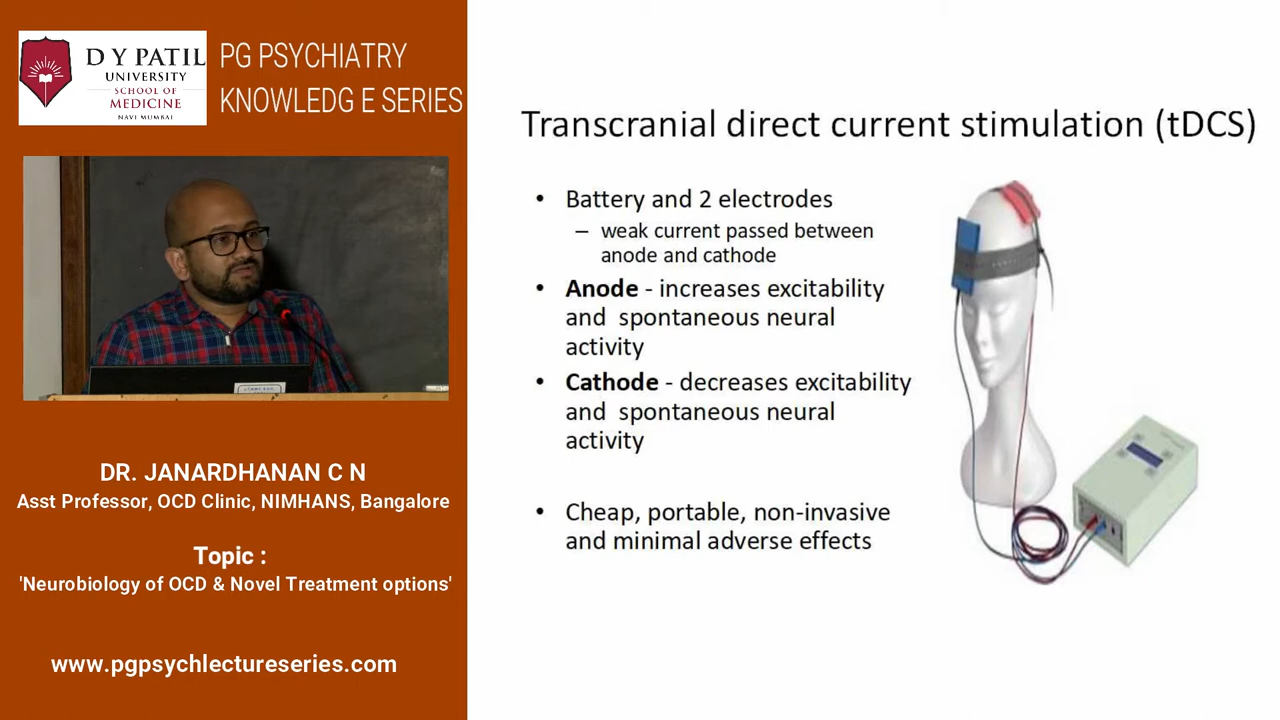 D Y PATIL
UNIVERSITY
SCHOOL OF
MEDICINE
NAVI MUMBAI
PG PSYCHIATRY
KNOWLEDG E SERIES
DR. JANARDHANAN C N
Asst Professor, OCD Clinic, NIMHANS, Bangalore
Topic :
'Neurobiology of OCD & Novel Treatment options'
www.pgpsychlectureseries.com
Transcranial direct current stimulation (tDCS)
• Battery and 2 electrodes
– weak current passed between
anode and cathode
• Anode - increases excitability
and spontaneous neural
activity
• Cathode - decreases excitability
and spontaneous neural
activity
• Cheap, portable, non-invasive
and minimal adverse effects